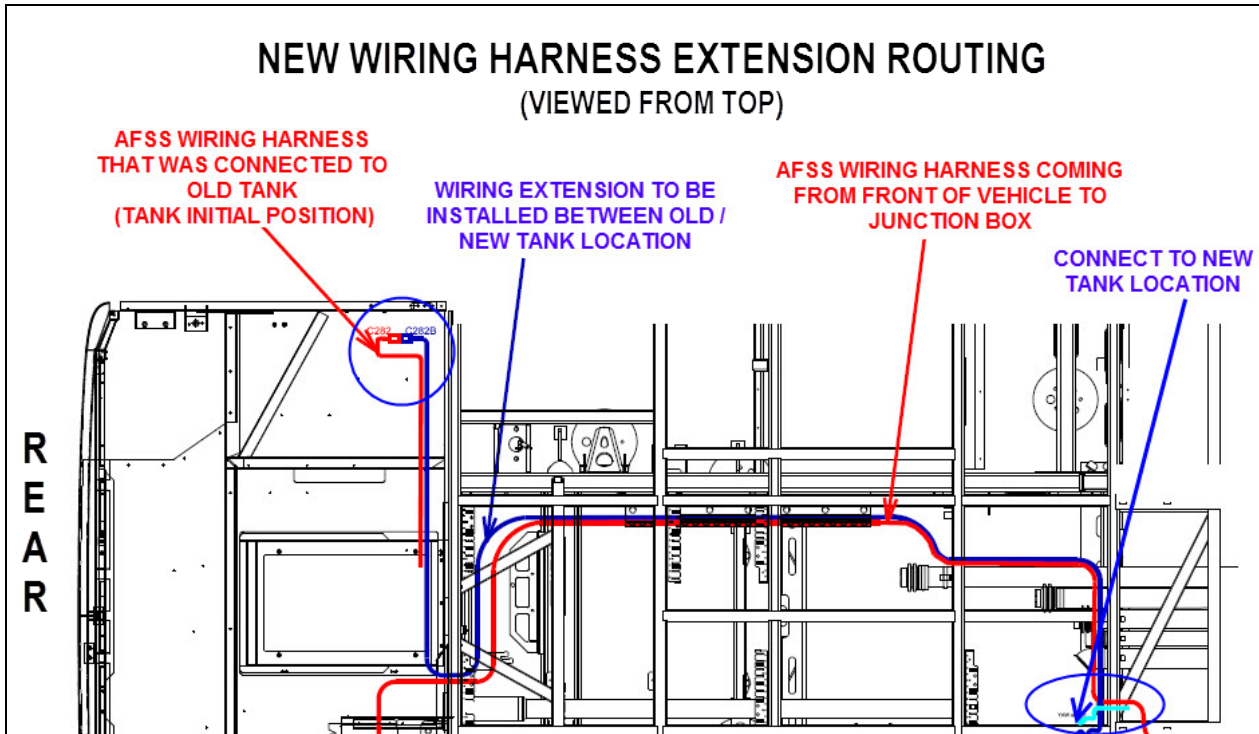 NEW WIRING HARNESS EXTENSION ROUTING
(VIEWED FROM TOP)
AFSS WIRING HARNESS
THAT WAS CONNECTED TO
OLD TANK
(TANK INITIAL POSITION)
WIRING EXTENSION TO BE
INSTALLED BETWEEN OLD /
NEW TANK LOCATION
AFSS WIRING HARNESS COMING
FROM FRONT OF VEHICLE TO
JUNCTION BOX
CONNECT TO NEW
TANK LOCATION
C282 C282B
REAR